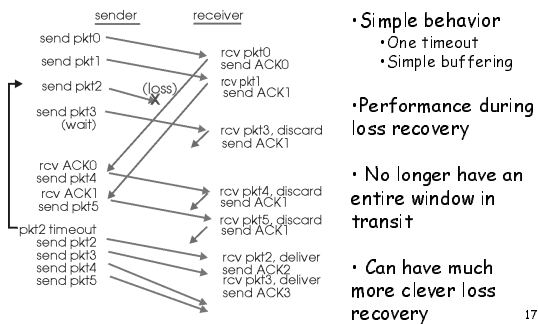 sender
receiver
send pkt0
send pkt1
send pkt2
send pkt3
(wait)
(loss)
X
rcv pkt0
send ACK0
rcv pkt1
send ACK1
rcv pkt3, discard
send ACK1
rcv ACK0
send pkt4
rcv ACK1
send pkt5
rcv pkt4, discard
send ACK1
rcv pkt5, discard
send ACK1
pkt2 timeout
send pkt2
send pkt3
send pkt4
send pkt5
rcv pkt2, deliver
send ACK2
rcv pkt3, deliver
send ACK3
• Simple behavior
• One timeout
• Simple buffering
• Performance during
loss recovery
• No longer have an
entire window in
transit
• Can have much
more clever loss
recovery
17